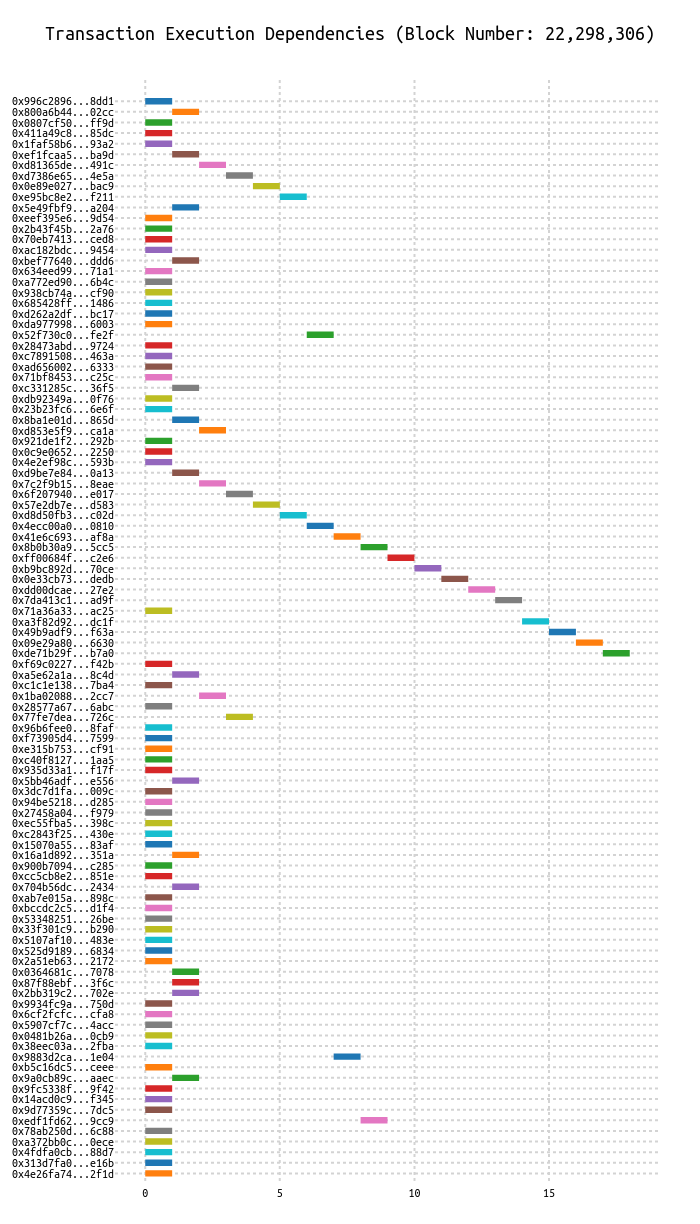 Transaction Execution Dependencies (Block Number: 22,298,306)
0x996c2896...8dd1
0x800a6b44...02cc
0x0807cf50...ff9d
0x411a49c8...85dc
0x1faf58b6...93a2
0xef1fcaa5...ba9d
0xd81365de...491c
0xd7386e65...4e5a
0x0e89e027...bac9
0xe95bc8e2...f211
0x5e49fbf9...a204
0xeef395e6...9d54
0x2b43f45b...2a76
0x70eb7413...ced8
0xac182bdc...9454
0xbef77640...ddd6
0x634eed99...71a1
0xa772ed90...6b4c
0x938cb74a...cf90
0x685428ff...1486
0xd262a2df...bc17
0xda977998...6003
0x52f730c0...fe2f
0x28473abd...9724
0xc7891508...463a
0xad656002...6333
0x71bf8453...c25c
0xc331285c...36f5
0xdb92349a...0f76
0x23b23fc6...6e6f
0x8ba1e01d...865d
0xd853e5f9...ca1a
0x921de1f2...292b
0x0c9e0652...2250
0x4e2ef98c...593b
0xd9be7e84...0a13
0x7c2f9b15...8eae
0x6f207940...e017
0x57e2db7e...d583
0xd8d50fb3...c02d
0x4ecc00a0...0810
0x41e6c693...af8a
0x8b0b30a9...5cc5
0xff00684f...c2e6
0xb9bc892d...70ce
0x0e33cb73...dedb
0xdd00dcae...27e2
0x7da413c1...ad9f
0x71a36a33...ac25
0xa3f82d92...dc1f
0x49b9adf9...f63a
0x09e29a80...6630
0xde71b29f...b7a0
0xf69c0227...f42b
0xa5e62a1a...8c4d
0xc1c1e138...7ba4
0x1ba02088...2cc7
0x28577a67...6abc
0x77fe7dea...726c
0x96b6fee0...8faf
0xf73905d4...7599
0xe315b753...cf91
0xc40f8127...1aa5
0x935d33a1...f17f
0x5bb46adf...e556
0x3dc7d1fa...009c
0x94be5218...d285
0x27458a04...f979
0xec55fba5...398c
0xc2843f25...430e
0x15070a55...83af
0x16a1d892...351a
0x900b7094...c285
0xcc5cb8e2...851e
0x704b56dc...2434
0xab7e015a...898c
0xbccdc2c5...d1f4
0x53348251...26be
0x33f301c9...b290
0x5107af10...483e
0x525d9189...6834
0x2a51eb63...2172
0x0364681c...7078
0x87f88ebf...3f6c
0x2bb319c2...702e
0x9934fc9a...750d
0x6cf2fcfc...cfa8
0x5907cf7c...4acc
0x0481b26a...0cb9
0x38eec03a...2fba
0x9883d2ca...1e04
0xb5c16dc5...ceee
0x9a0cb89c...aaec
0x9fc5338f...9f42
0x14acd0c9...f345
0x9d77359c...7dc5
0xedf1fd62...9cc9
0x78ab250d...6c88
0xa372bb0c...0ece
0x4fdfa0cb...88d7
0x313d7fa0...e16b
0x4e26fa74...2f1d
0 5 10 15